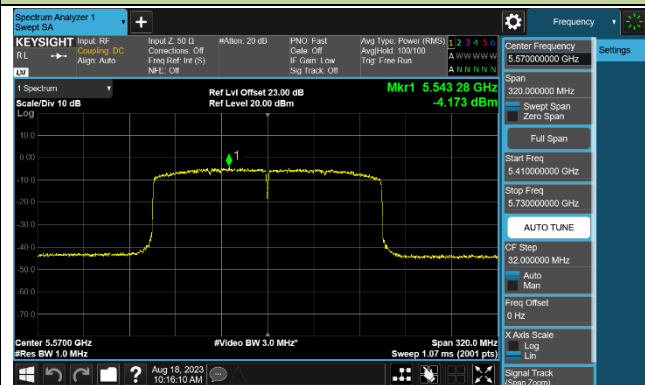 Spectrum Analyzer 1
Swept SA
+
Frequency
KEYSIGHT
RL
LXI
Input: RF
Coupling: DC
Align: Auto
Input Z: 50 Ω
Corrections: Off
Freq Ref: Int (S)
NFE: Off
#Atten: 20 dB
PNO: Fast
Gate: Off
IF Gain: Low
Sig Track: Off
Avg Type: Power (RMS)
Avg|Hold: 100/100
Trig: Free Run
1 2 3 4 5 6
A W W W W W
A N N N N N
Center Frequency
5.570000000 GHz
Settings
Span
320.000000 MHz
Swept Span
Zero Span
Full Span
Start Freq
5.410000000 GHz
Stop Freq
5.730000000 GHz
AUTO TUNE
CF Step
32.000000 MHz
Auto
Man
Freq Offset
0 Hz
X Axis Scale
Log
Lin
Signal Track
(Span Zoom)
1 Spectrum
Scale/Div 10 dB
Log
Ref Lvl Offset 23.00 dB
Ref Level 20.00 dBm
Mkr1 5.543 28 GHz
-4.173 dBm
1
10.0
0.00
-10.0
-20.0
-30.0
-40.0
-50.0
-60.0
-70.0
Center 5.5700 GHz
#Res BW 1.0 MHz
#Video BW 3.0 MHz*
Span 320.0 MHz
Sweep 1.07 ms (2001 pts)
?
Aug 18, 2023
10:16:10 AM